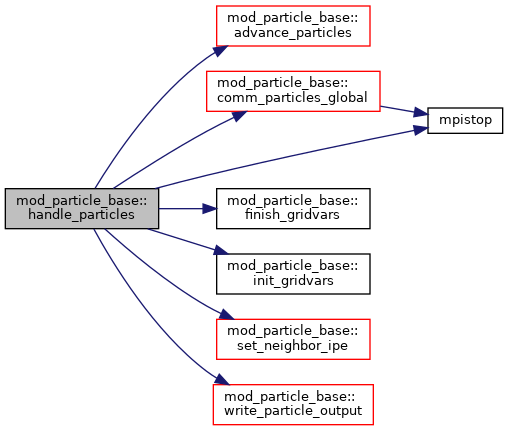 mod_particle_base::
advance_particles
mod_particle_base::
comm_particles_global
mpistop
mod_particle_base::
handle_particles
mod_particle_base::
finish_gridvars
mod_particle_base::
init_gridvars
mod_particle_base::
set_neighbor_ipe
mod_particle_base::
write_particle_output